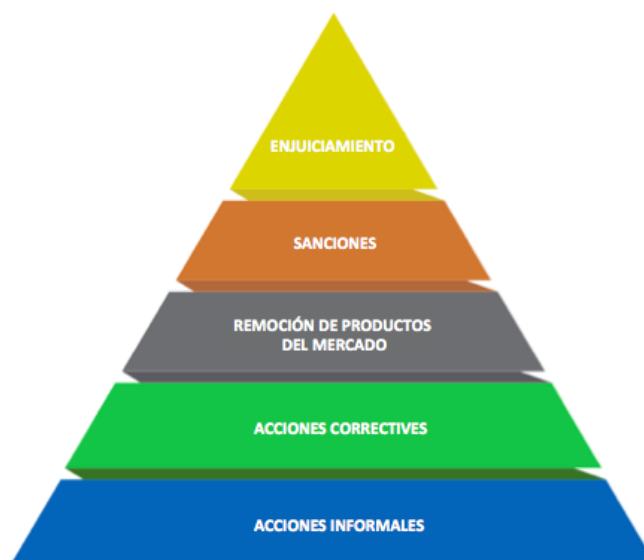 ENJUICIAMIENTO
SANCIONES
REMOCIÓN DE PRODUCTOS
DEL MERCADO
ACCIONES CORRECTIVES
ACCIONES INFORMALES